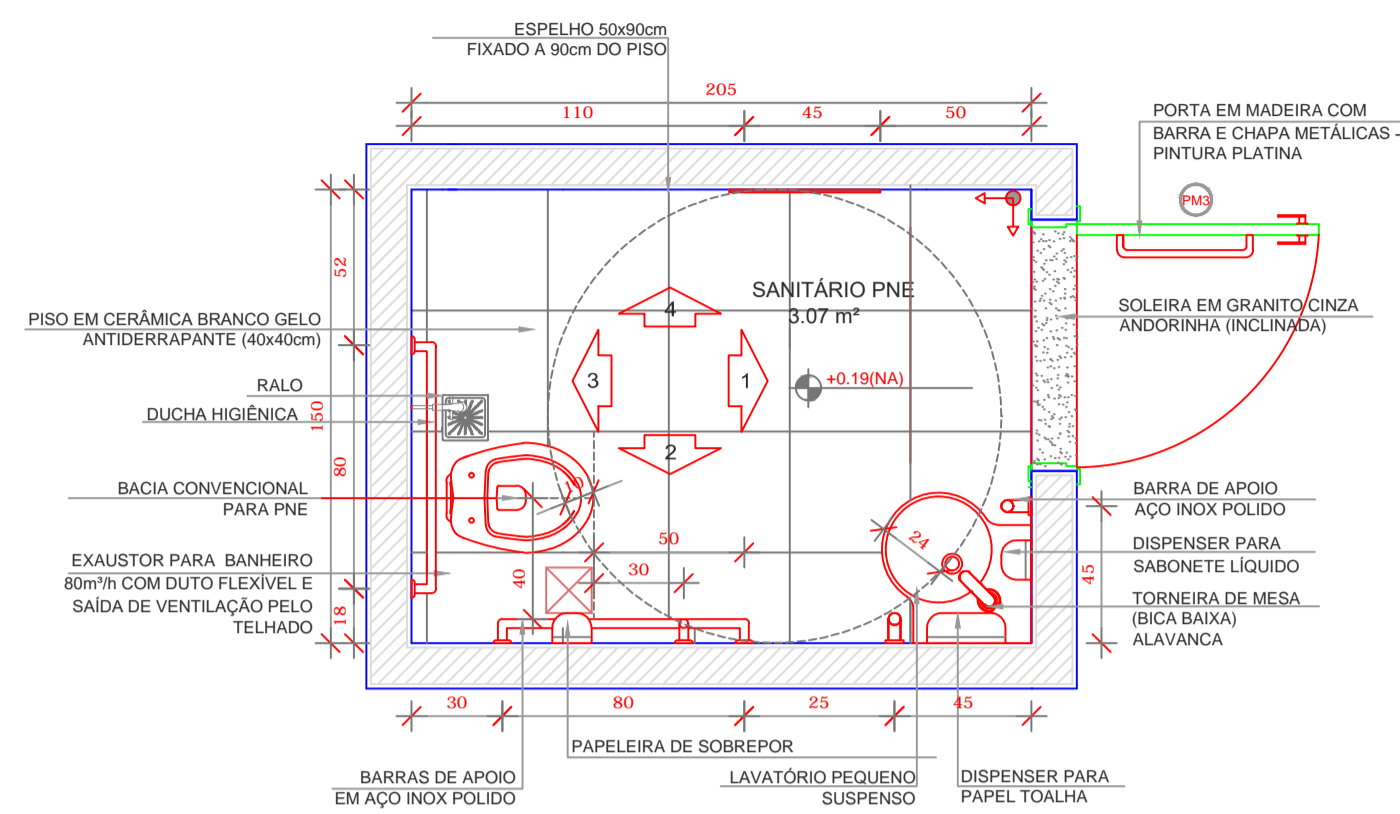 ESPELHO 50x90cm
FIXADO A 90cm DO PISO
205
110
45
50
PORTA EM MADEIRA COM
BARRA E CHAPA METÁLICAS -
PINTURA PLATINA
PM3
52
SANITÁRIO PNE
3.07 m²
4
3
1
2
+0.19(NA)
SOLEIRA EM GRANITO CINZA
ANDORINHA (INCLINADA)
PISO EM CERÂMICA BRANCO GELO
ANTIDERRAPANTE (40x40cm)
RALO
DUCHA HIGIÊNICA
150
80
BACIA CONVENCIONAL
PARA PNE
BARRA DE APOIO
AÇO INOX POLIDO
EXAUSTOR PARA BANHEIRO
80m³/h COM DUTO FLEXÍVEL E
SAÍDA DE VENTILAÇÃO PELO
TELHADO
18
40
50
30
24
DISPENSER PARA
SABONETE LÍQUIDO
45
TORNEIRA DE MESA
(BICA BAIXA)
ALAVANCA
30
80
25
45
PAPELEIRA DE SOBREPOR
BARRAS DE APOIO
EM AÇO INOX POLIDO
LAVATÓRIO PEQUENO
SUSPENSO
DISPENSER PARA
PAPEL TOALHA